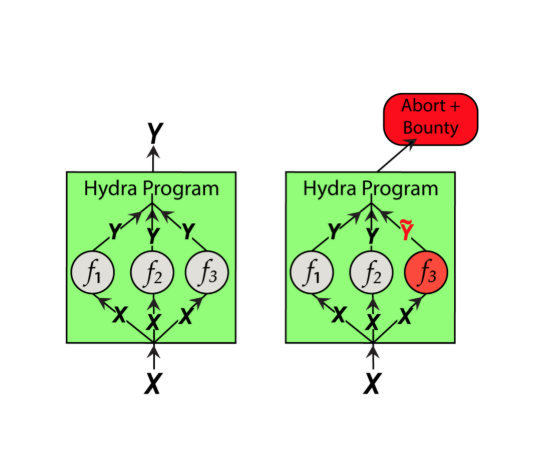 Abort +
Bounty
Y
Hydra Program
Y Y Y
f1 f2 f3
X X X
X
Hydra Program
Y Y Ỹ
f1 f2 f3
X X X
X